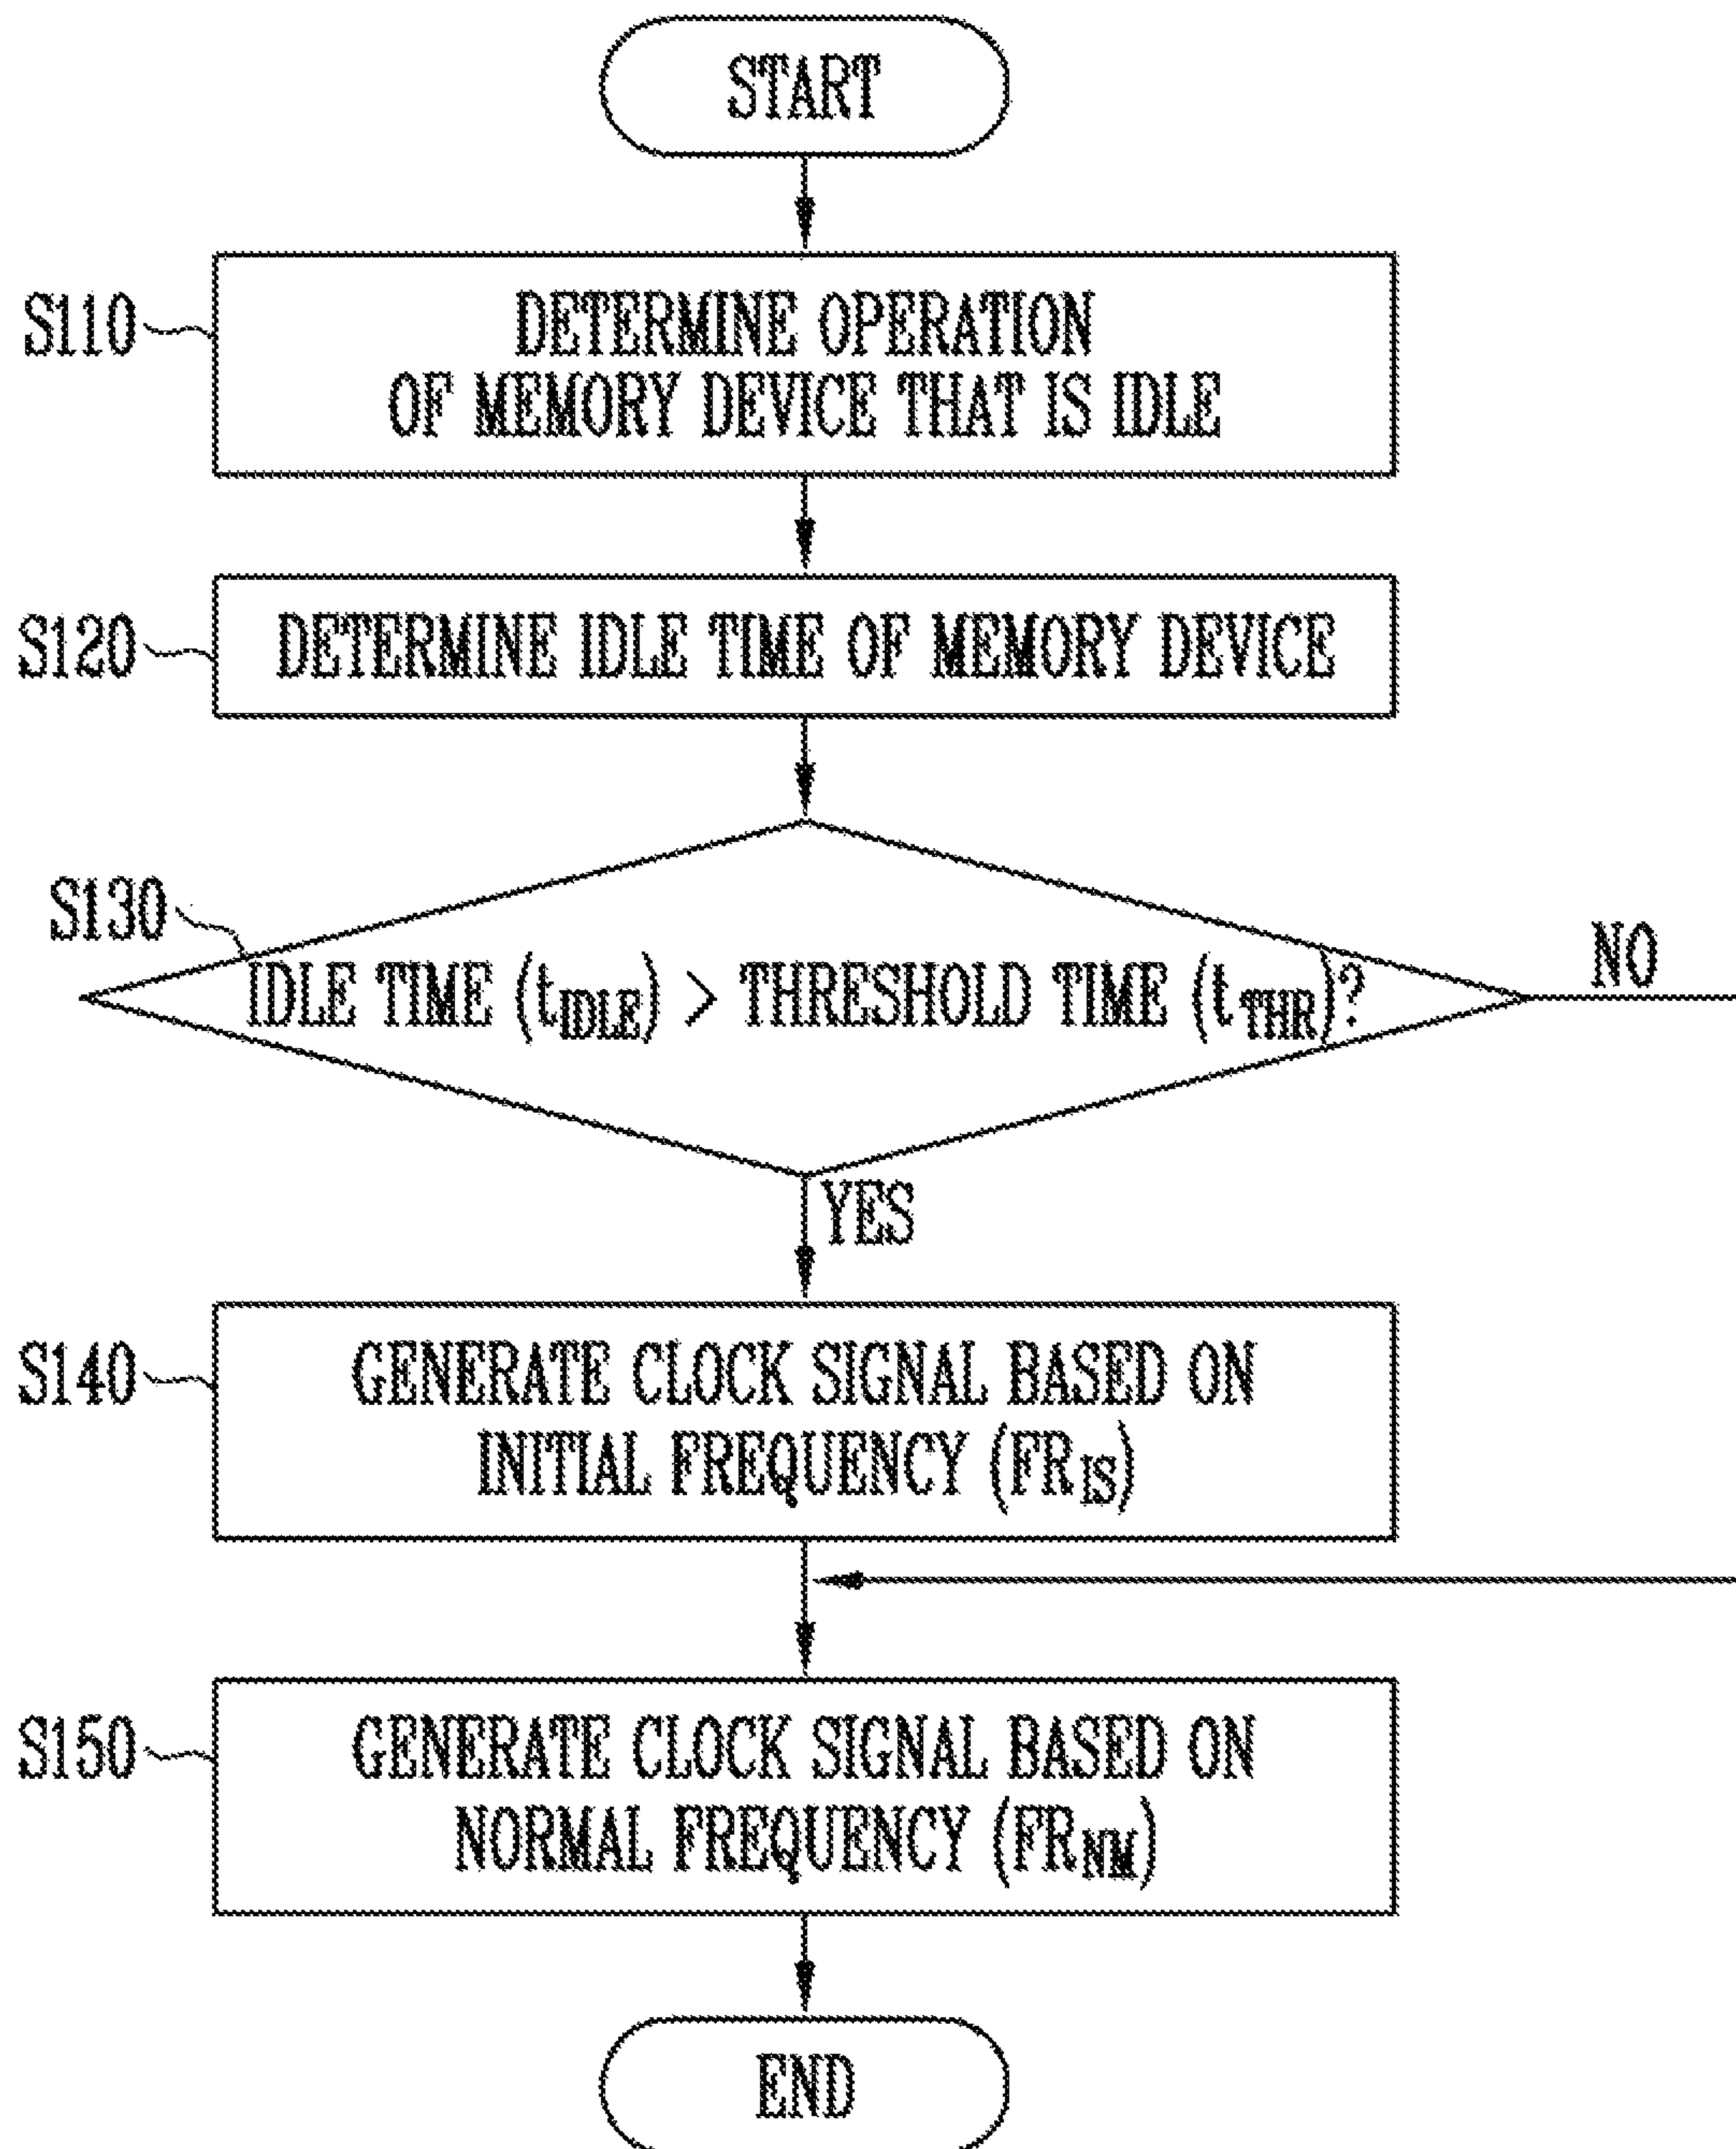 START
S110
DETERMINE OPERATION
OF MEMORY DEVICE THAT IS IDLE
S120
DETERMINE IDLE TIME OF MEMORY DEVICE
S130
IDLE TIME (tIDLE) > THRESHOLD TIME (tTHR)?
NO
YES
S140
GENERATE CLOCK SIGNAL BASED ON
INITIAL FREQUENCY (FRIS)
S150
GENERATE CLOCK SIGNAL BASED ON
NORMAL FREQUENCY (FRNM)
END